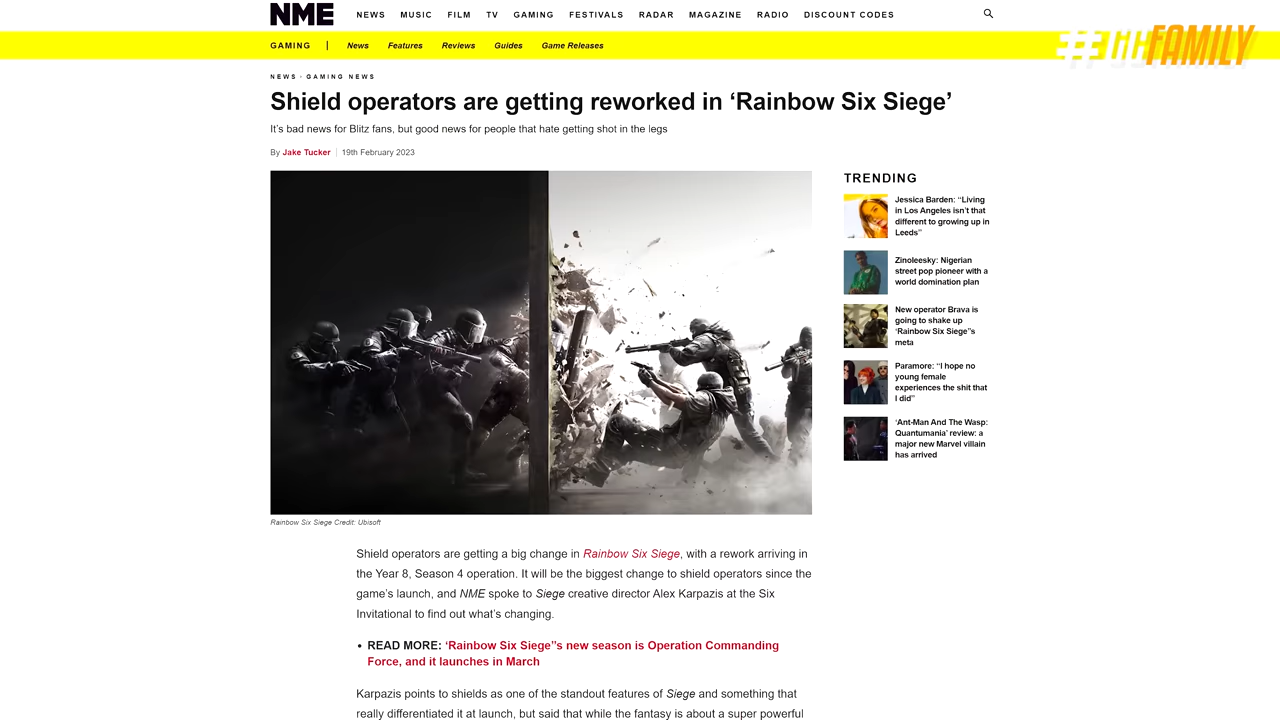 NME
NEWS MUSIC FILM TV GAMING FESTIVALS RADAR MAGAZINE RADIO DISCOUNT CODES
GAMING | News Features Reviews Guides Game Releases
#GCFAMILY
NEWS - GAMING NEWS
Shield operators are getting reworked in ‘Rainbow Six Siege’
It’s bad news for Blitz fans, but good news for people that hate getting shot in the legs
By Jake Tucker | 19th February 2023
Rainbow Six Siege Credit: Ubisoft
Shield operators are getting a big change in Rainbow Six Siege, with a rework arriving in
the Year 8, Season 4 operation. It will be the biggest change to shield operators since the
game’s launch, and NME spoke to Siege creative director Alex Karpazis at the Six
Invitational to find out what’s changing.
• READ MORE: ‘Rainbow Six Siege’’s new season is Operation Commanding
Force, and it launches in March
Karpazis points to shields as one of the standout features of Siege and something that
really differentiated it at launch, but said that while the fantasy is about a super powerful
TRENDING
Jessica Barden: “Living
in Los Angeles isn’t that
different to growing up in
Leeds”
Zinoleesky: Nigerian
street pop pioneer with a
world domination plan
New operator Brava is
going to shake up
‘Rainbow Six Siege’’s
meta
Paramore: “I hope no
young female
experiences the shit that
I did”
‘Ant-Man And The Wasp:
Quantumania’ review: a
major new Marvel villain
has arrived